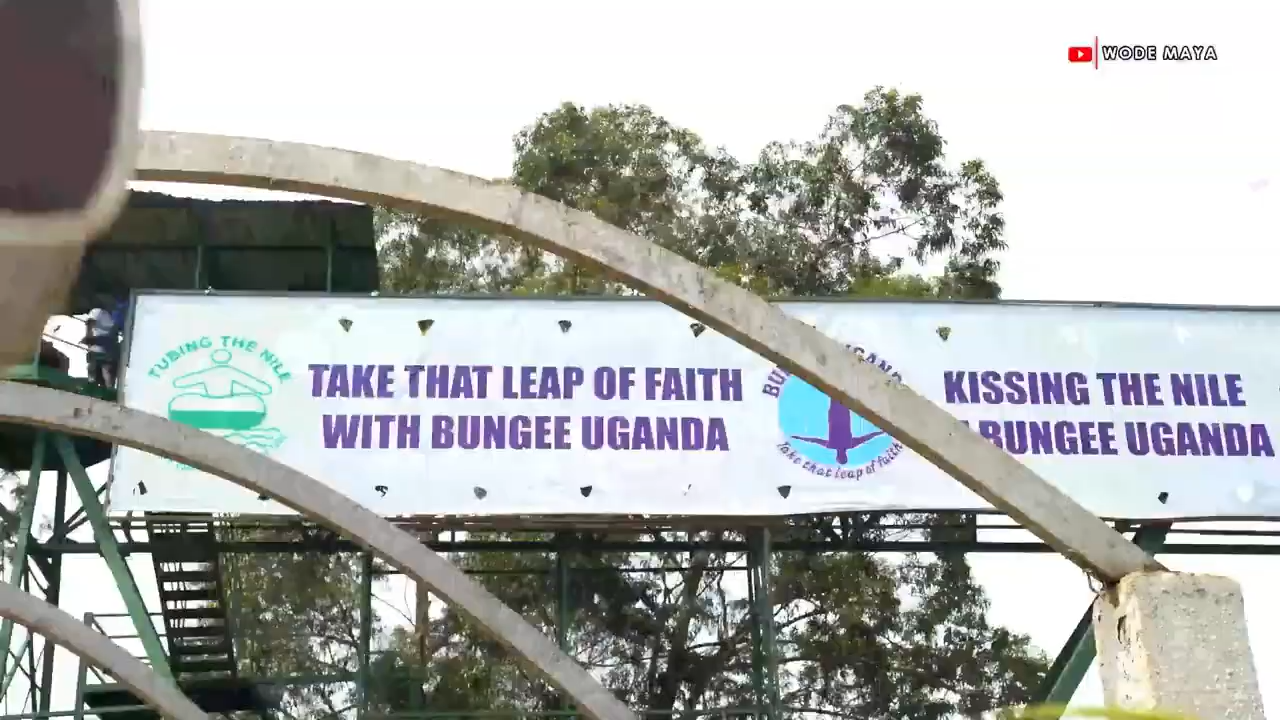 WODE MAYA
TUBING THE NILE
TAKE THAT LEAP OF FAITH
WITH BUNGEE UGANDA
take that leap of faith
KISSING THE NILE
BUNGEE UGANDA